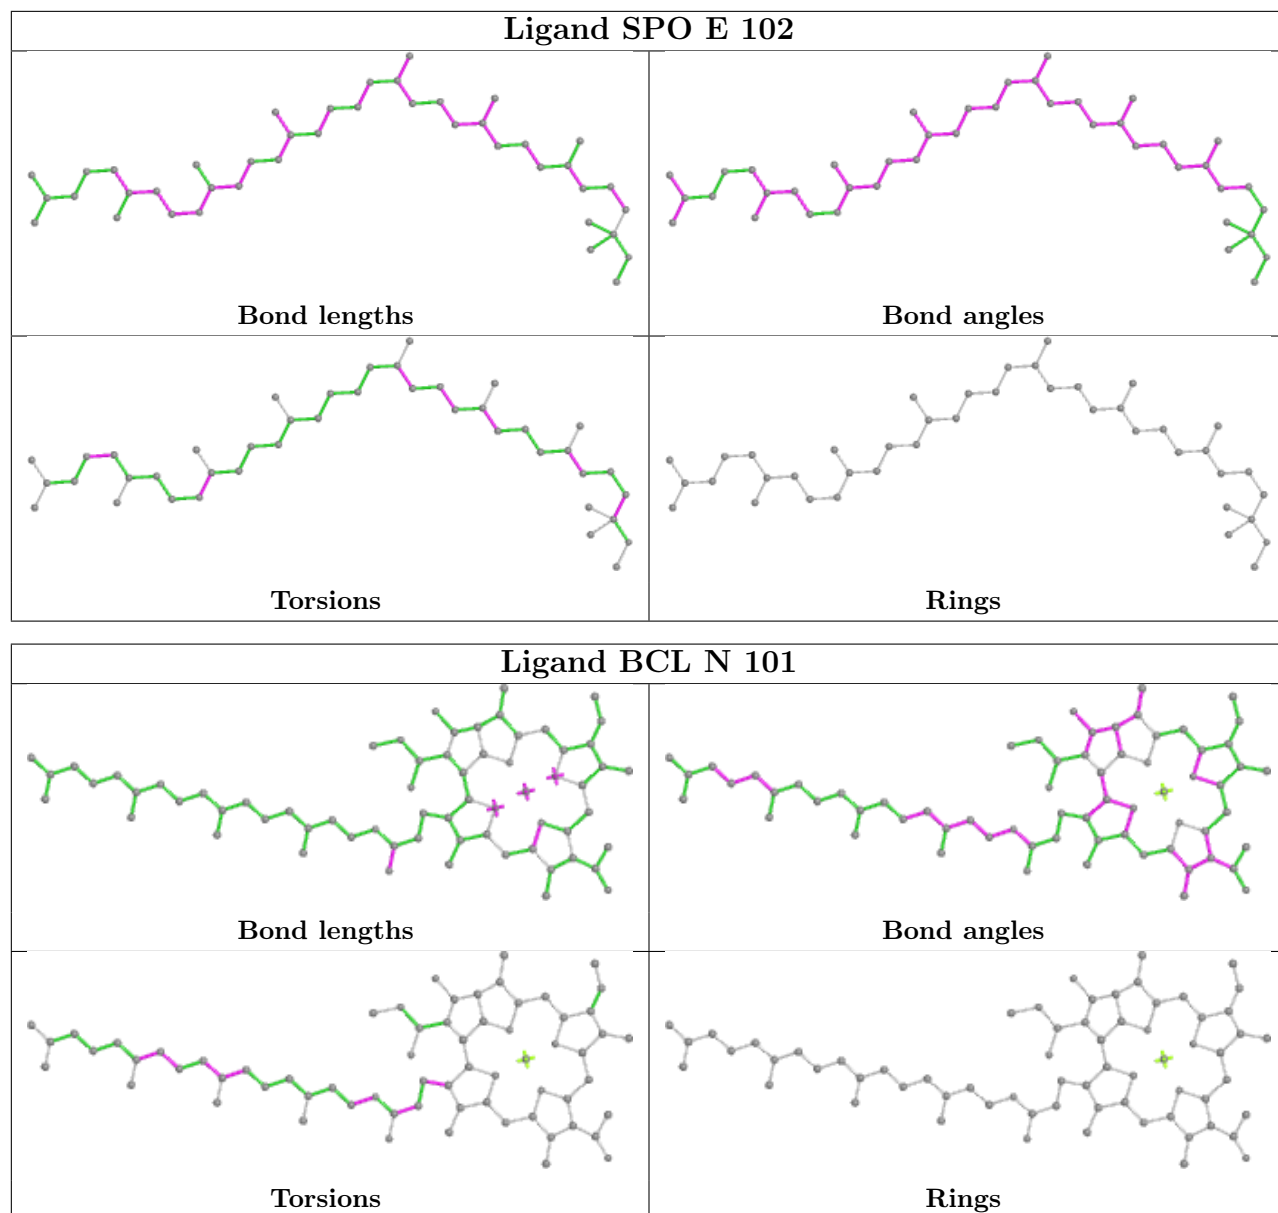 Ligand SPO E 102
Bond lengths
Bond angles
Torsions
Rings
Ligand BCL N 101
Bond lengths
Bond angles
Torsions
Rings